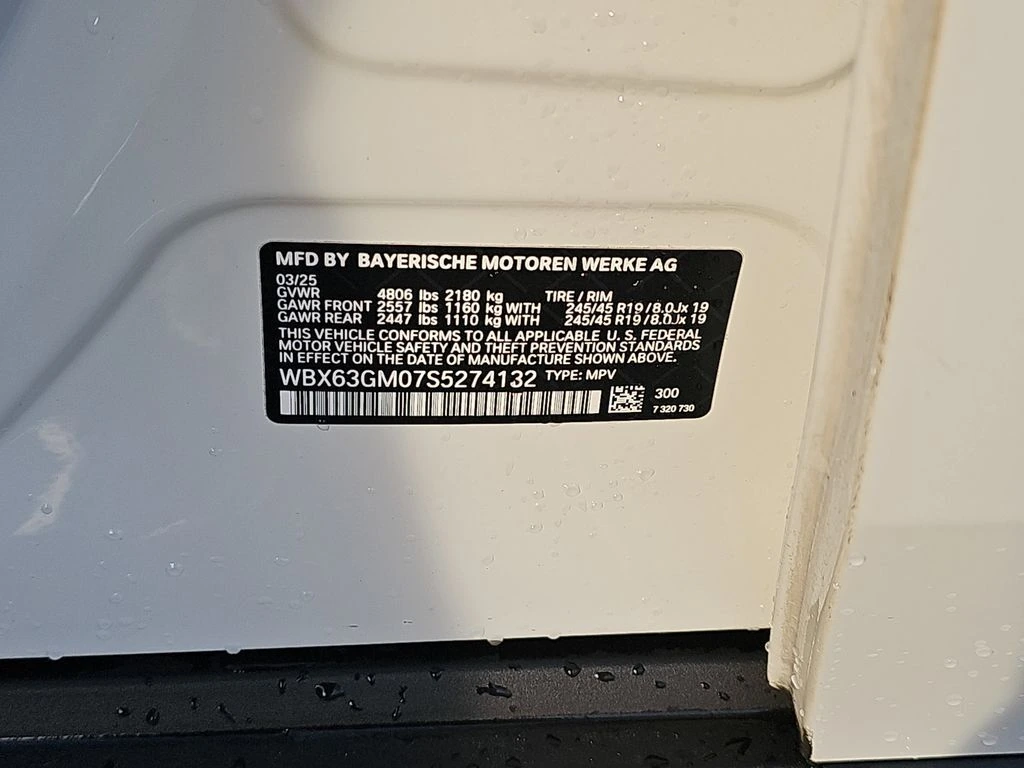 MFD BY BAYERISCHE MOTOREN WERKE AG
03/25
GVWR 4806 lbs 2180 kg TIRE / RIM
GAWR FRONT 2557 lbs 1160 kg WITH 245/45 R19 / 8.0Jx 19
GAWR REAR 2447 lbs 1110 kg WITH 245/45 R19 / 8.0Jx 19
THIS VEHICLE CONFORMS TO ALL APPLICABLE U. S. FEDERAL
MOTOR VEHICLE SAFETY AND THEFT PREVENTION STANDARDS
IN EFFECT ON THE DATE OF MANUFACTURE SHOWN ABOVE.
WBX63GM07S5274132 TYPE: MPV
300
7 320 730